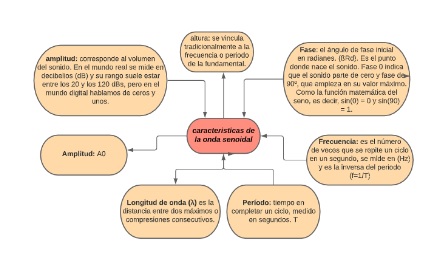 altura: se vincula
tradicionalmente a la
frecuencia o período
de la fundamental.
amplitud: corresponde al volumen
del sonido. En el mundo real se mide en
decibelios (dB) y su rango suele estar
entre los 20 y los 120 dBs, pero en el
mundo digital hablamos de ceros y
unos.
Fase: el ángulo de fase inicial
en radianes. (βRd). Es el punto
donde nace el sonido. Fase 0 indica
que el sonido parte de cero y fase de
90º, que empieza en su valor máximo.
Como la función matemática del
seno, es decir, sin(0) = 0 y sin(90)
= 1.
caracteristicas de
la onda senoidal
Amplitud: A0
Frecuencia: es el número
de veces que se repite un ciclo
en un segundo, se mide en (Hz)
y es la inversa del periodo
(f=1/T)
Longitud de onda (λ) es la
distancia entre dos máximos o
compresiones consecutivos.
Periodo: tiempo en
completar un ciclo, medido
en segundos. T